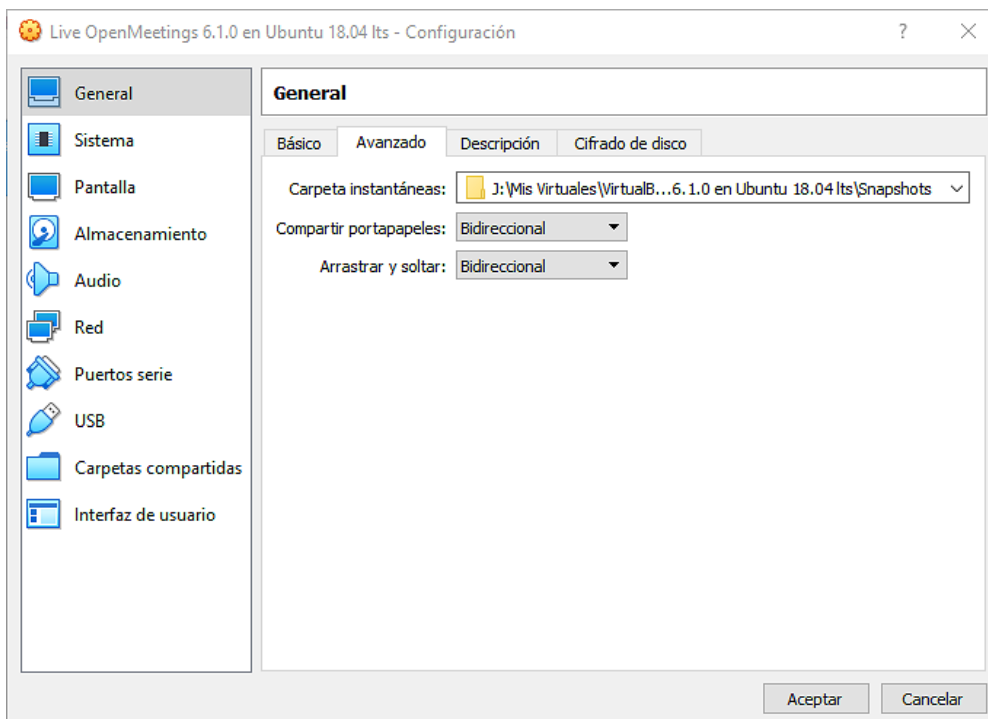 Live OpenMeetings 6.1.0 en Ubuntu 18.04 lts - Configuración
?
General
Sistema
Pantalla
Almacenamiento
Audio
Red
Puertos serie
USB
Carpetas compartidas
Interfaz de usuario
General
Básico Avanzado Descripción Cifrado de disco
Carpeta instantáneas: J:\Mis Virtuales\VirtualB...6.1.0 en Ubuntu 18.04 lts\Snapshots
Compartir portapapeles: Bidireccional
Arrastrar y soltar: Bidireccional
Aceptar Cancelar